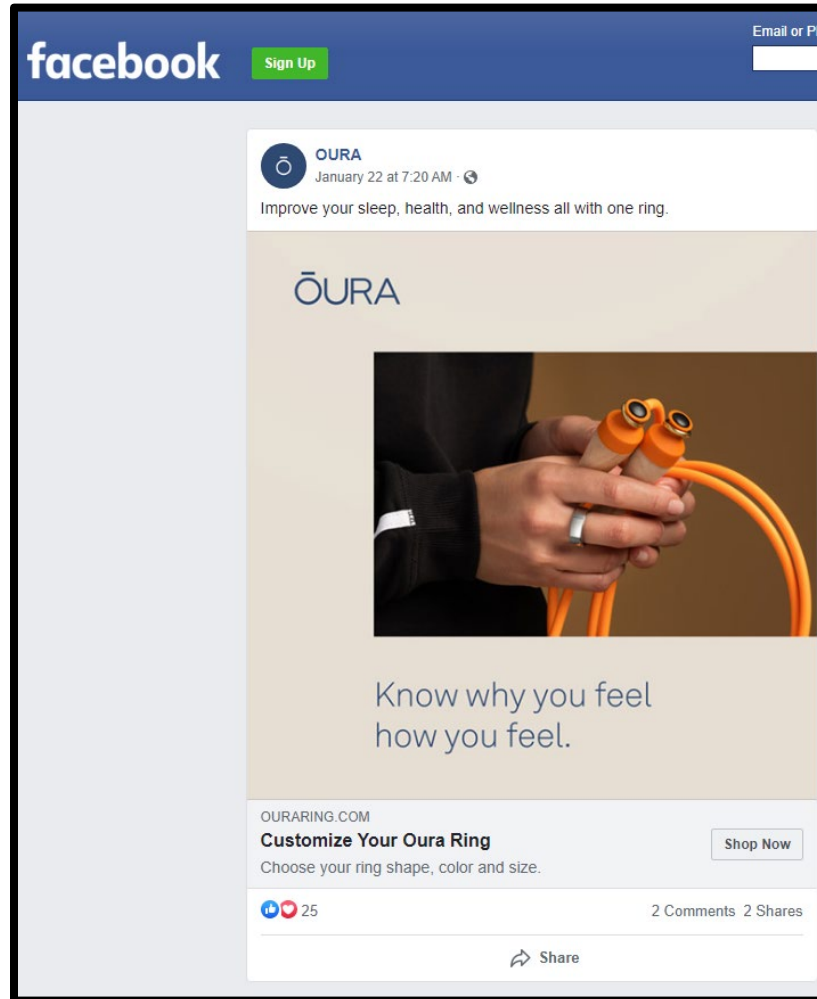 facebook
Sign Up
Email or P
Ō
OURA
January 22 at 7:20 AM ·
Improve your sleep, health, and wellness all with one ring.
ŌURA
Know why you feel
how you feel.
OURARING.COM
Customize Your Oura Ring
Choose your ring shape, color and size.
Shop Now
25
2 Comments 2 Shares
Share